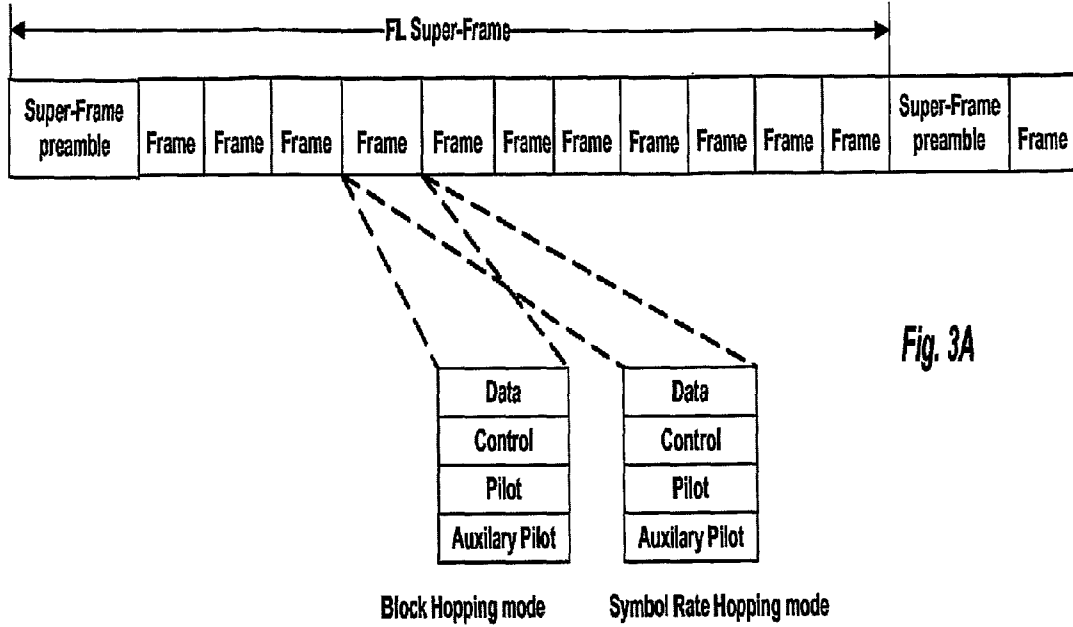 FL Super-Frame
Super-Frame
preamble
Frame Frame Frame Frame Frame Frame Frame Frame Frame Frame Frame
Super-Frame
preamble
Frame
Fig. 3A
Data
Control
Pilot
Auxilary Pilot
Data
Control
Pilot
Auxilary Pilot
Block Hopping mode
Symbol Rate Hopping mode